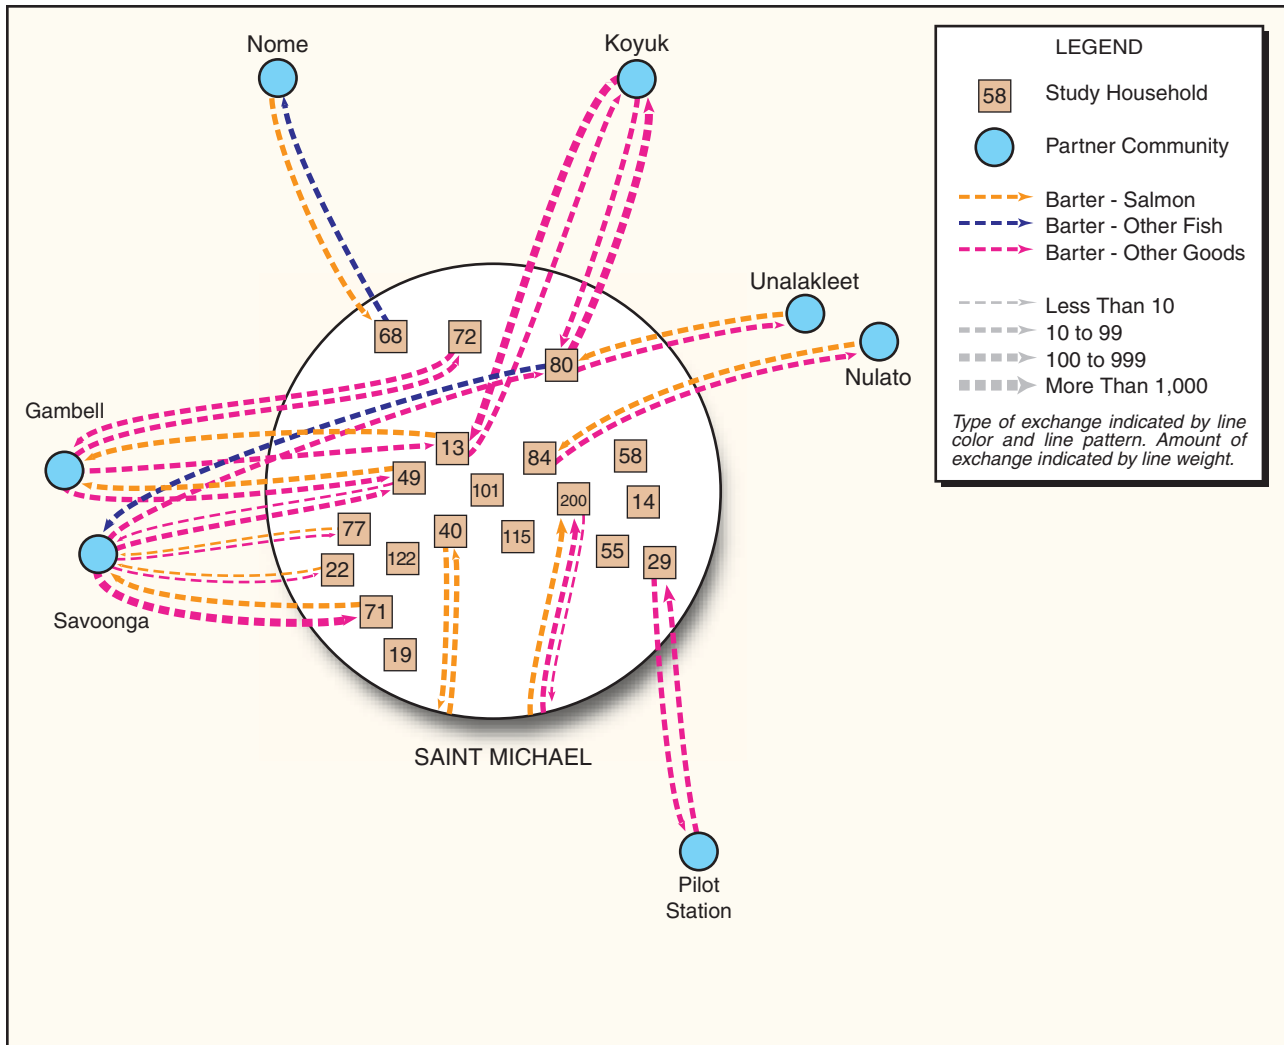 Nome
Koyuk
LEGEND
58
Study Household
Partner Community
Barter - Salmon
Barter - Other Fish
Barter - Other Goods
Less Than 10
10 to 99
100 to 999
More Than 1,000
Type of exchange indicated by line
color and line pattern. Amount of
exchange indicated by line weight.
Unalakleet
Nulato
Gambell
Savoonga
68
72
80
13
84
58
49
101
200
14
77
40
115
55
122
22
29
71
19
SAINT MICHAEL
Pilot
Station